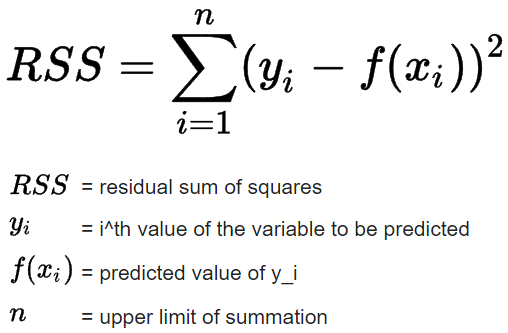 RSS = \sum_{i=1}^{n} (y_i − f(x_i))^2
RSS = residual sum of squares
y_i = i^th value of the variable to be predicted
f(x_i) = predicted value of y_i
n = upper limit of summation